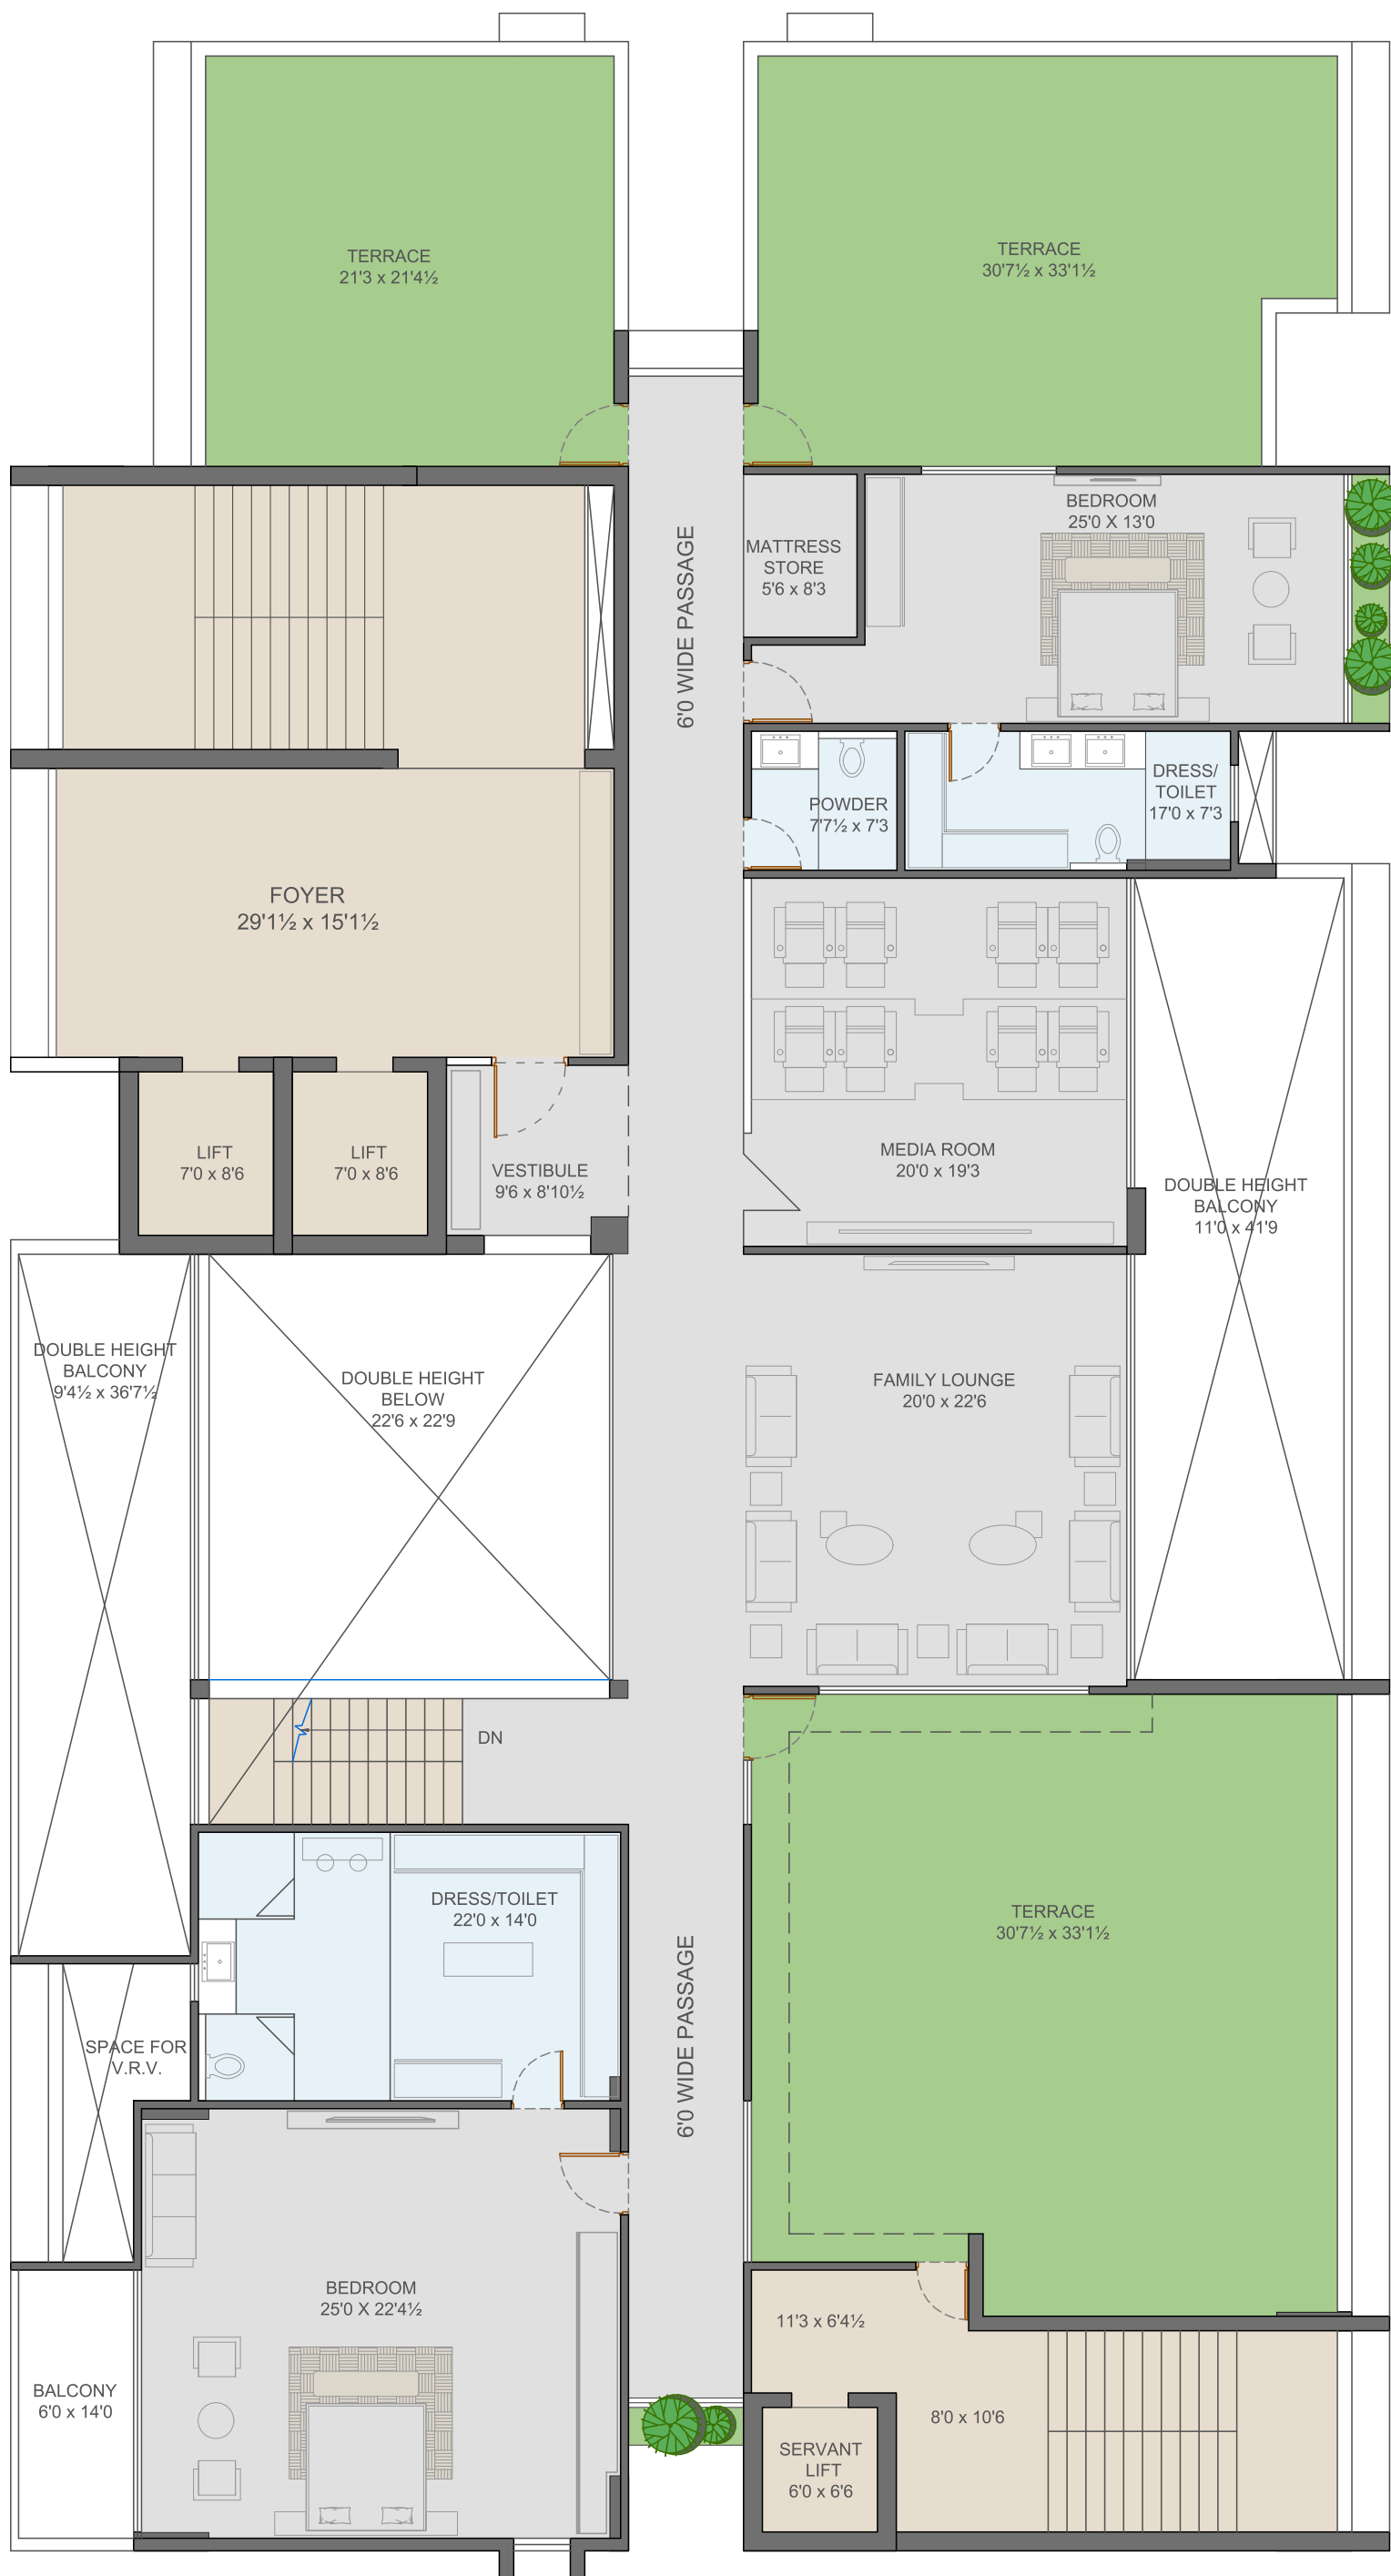 TERRACE
21'3 x 21'4½
TERRACE
30'7½ x 33'1½
6'0 WIDE PASSAGE
MATTRESS
STORE
5'6 x 8'3
BEDROOM
25'0 X 13'0
POWDER
7'7½ x 7'3
DRESS/
TOILET
17'0 x 7'3
FOYER
29'1½ x 15'1½
LIFT
7'0 x 8'6
LIFT
7'0 x 8'6
VESTIBULE
9'6 x 8'10½
MEDIA ROOM
20'0 x 19'3
DOUBLE HEIGHT
BALCONY
11'0 x 41'9
DOUBLE HEIGHT
BALCONY
9'4½ x 36'7½
DOUBLE HEIGHT
BELOW
22'6 x 22'9
FAMILY LOUNGE
20'0 x 22'6
DN
DRESS/TOILET
22'0 x 14'0
TERRACE
30'7½ x 33'1½
6'0 WIDE PASSAGE
SPACE FOR
V.R.V.
BEDROOM
25'0 X 22'4½
11'3 x 6'4½
BALCONY
6'0 x 14'0
8'0 x 10'6
SERVANT
LIFT
6'0 x 6'6